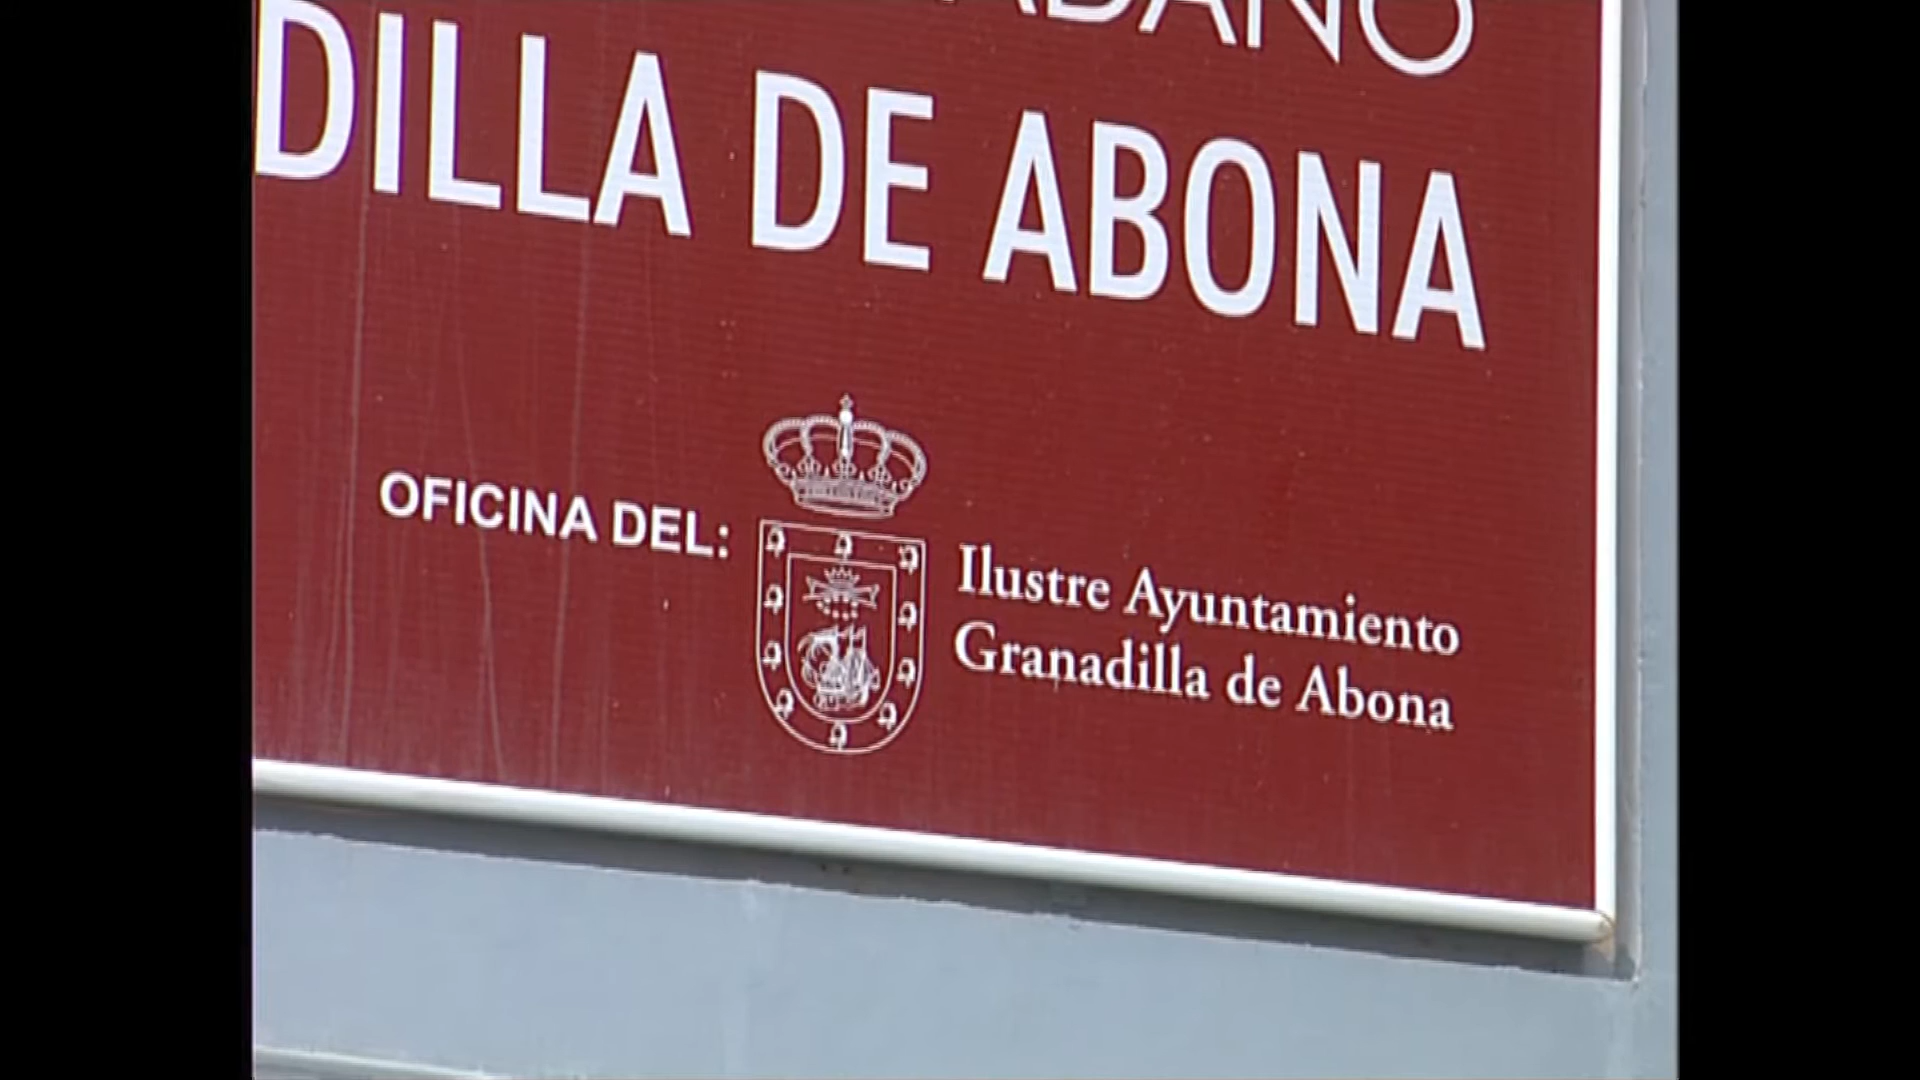 DILLA DE ABONA
OFICINA DEL:
Ilustre Ayuntamiento
Granadilla de Abona